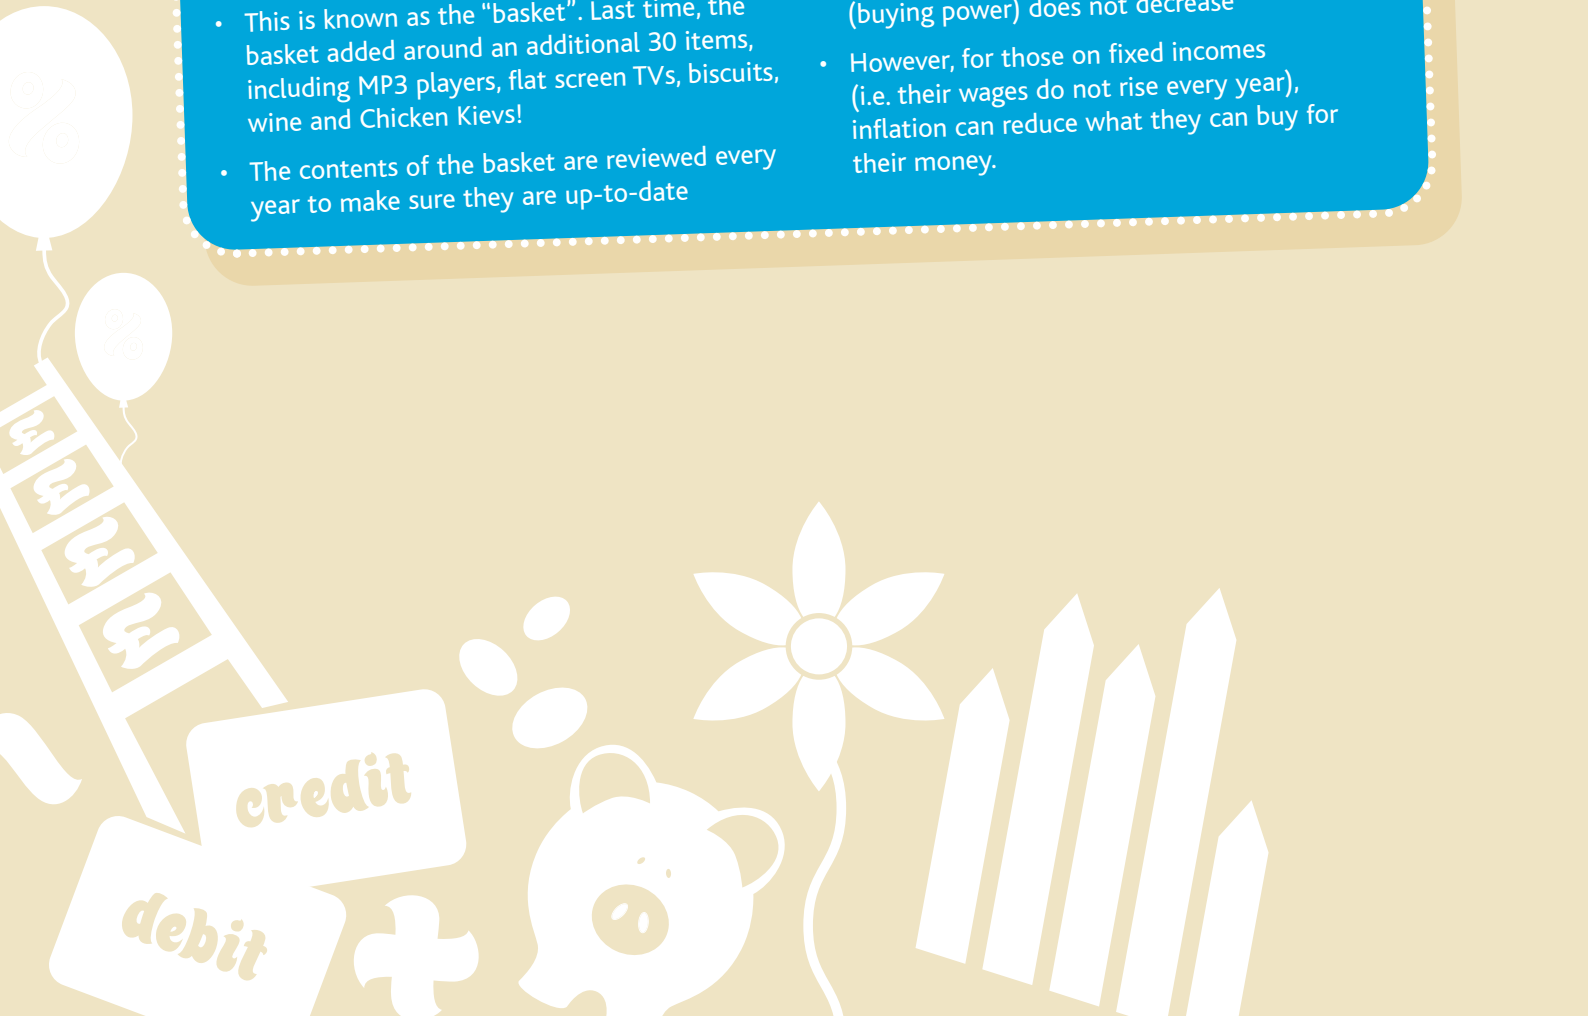 • This is known as the “basket”. Last time, the
basket added around an additional 30 items,
including MP3 players, flat screen TVs, biscuits,
wine and Chicken Kievs!
• The contents of the basket are reviewed every
year to make sure they are up-to-date
(buying power) does not decrease
• However, for those on fixed incomes
(i.e. their wages do not rise every year),
inflation can reduce what they can buy for
their money.
%
%
credit
debit